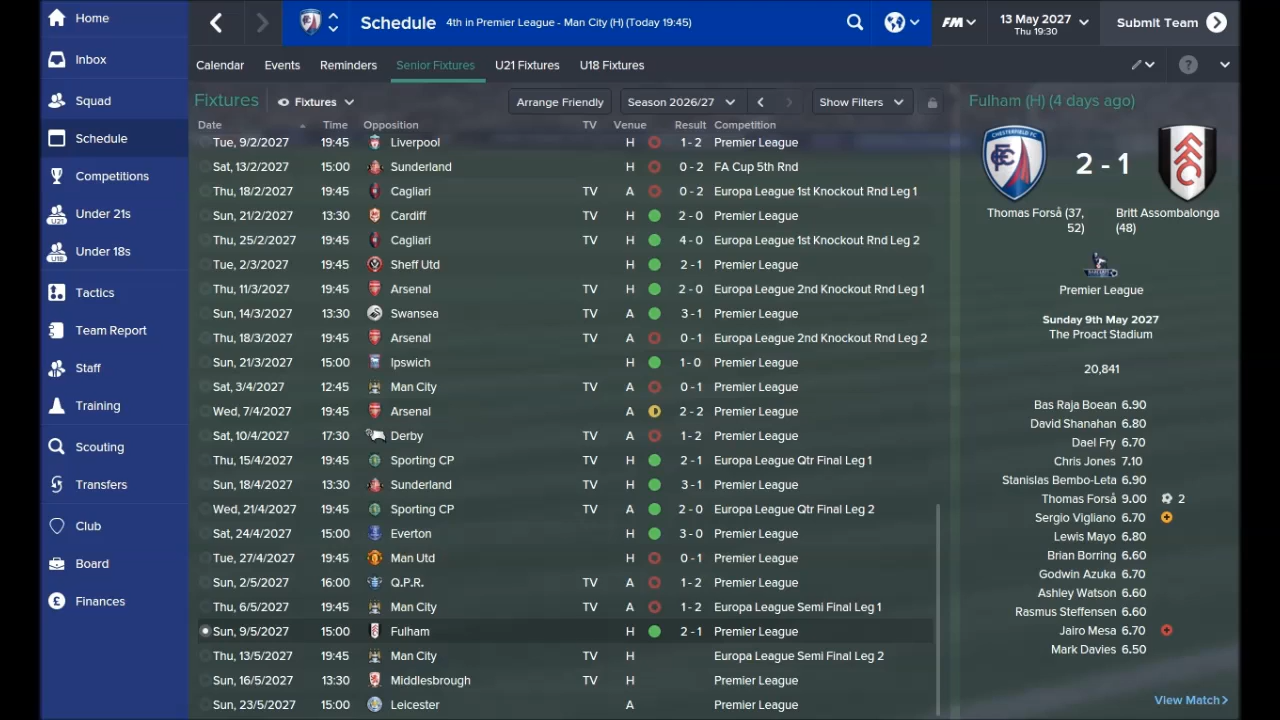 Home
Inbox
Squad
Schedule
Competitions
U21 Under 21s
U18 Under 18s
Tactics
Team Report
Staff
Training
Scouting
Transfers
Club
Board
Finances
Schedule 4th in Premier League - Man City (H) (Today 19:45)
FM
13 May 2027
Thu 19:30
Submit Team
Calendar Events Reminders Senior Fixtures U21 Fixtures U18 Fixtures ?
Fixtures Fixtures Arrange Friendly Season 2026/27 Show Filters
Date Time Opposition TV Venue Result Competition
Tue, 9/2/2027 19:45 Liverpool H 1 - 2 Premier League
Sat, 13/2/2027 15:00 Sunderland H 0 - 2 FA Cup 5th Rnd
Thu, 18/2/2027 19:45 Cagliari TV A 0 - 2 Europa League 1st Knockout Rnd Leg 1
Sun, 21/2/2027 13:30 Cardiff TV H 2 - 0 Premier League
Thu, 25/2/2027 19:45 Cagliari TV H 4 - 0 Europa League 1st Knockout Rnd Leg 2
Tue, 2/3/2027 19:45 Sheff Utd H 2 - 1 Premier League
Thu, 11/3/2027 19:45 Arsenal TV H 2 - 0 Europa League 2nd Knockout Rnd Leg 1
Sun, 14/3/2027 13:30 Swansea TV A 3 - 1 Premier League
Thu, 18/3/2027 19:45 Arsenal TV A 0 - 1 Europa League 2nd Knockout Rnd Leg 2
Sun, 21/3/2027 15:00 Ipswich H 1 - 0 Premier League
Sat, 3/4/2027 12:45 Man City TV A 0 - 1 Premier League
Wed, 7/4/2027 19:45 Arsenal A 2 - 2 Premier League
Sat, 10/4/2027 17:30 Derby TV A 1 - 2 Premier League
Thu, 15/4/2027 19:45 Sporting CP TV H 2 - 1 Europa League Qtr Final Leg 1
Sun, 18/4/2027 13:30 Sunderland TV H 3 - 1 Premier League
Wed, 21/4/2027 19:45 Sporting CP TV A 2 - 0 Europa League Qtr Final Leg 2
Sat, 24/4/2027 15:00 Everton H 3 - 0 Premier League
Tue, 27/4/2027 19:45 Man Utd H 0 - 1 Premier League
Sun, 2/5/2027 16:00 Q.P.R. TV A 1 - 2 Premier League
Thu, 6/5/2027 19:45 Man City TV A 1 - 2 Europa League Semi Final Leg 1
Sun, 9/5/2027 15:00 Fulham H 2 - 1 Premier League
Thu, 13/5/2027 19:45 Man City TV H Europa League Semi Final Leg 2
Sun, 16/5/2027 13:30 Middlesbrough TV H Premier League
Sun, 23/5/2027 15:00 Leicester A Premier League
Fulham (H) (4 days ago)
CHESTERFIELD FC
2 - 1
Thomas Forså (37, 52)
Britt Assombalonga (48)
Premier League
Sunday 9th May 2027
The Proact Stadium
20,841
Bas Raja Boean 6.90
David Shanahan 6.80
Dael Fry 6.70
Chris Jones 7.10
Stanislas Bembo-Leta 6.90
Thomas Forså 9.00 2
Sergio Vigliano 6.70
Lewis Mayo 6.80
Brian Borring 6.60
Godwin Azuka 6.70
Ashley Watson 6.60
Rasmus Steffensen 6.60
Jairo Mesa 6.70
Mark Davies 6.50
View Match